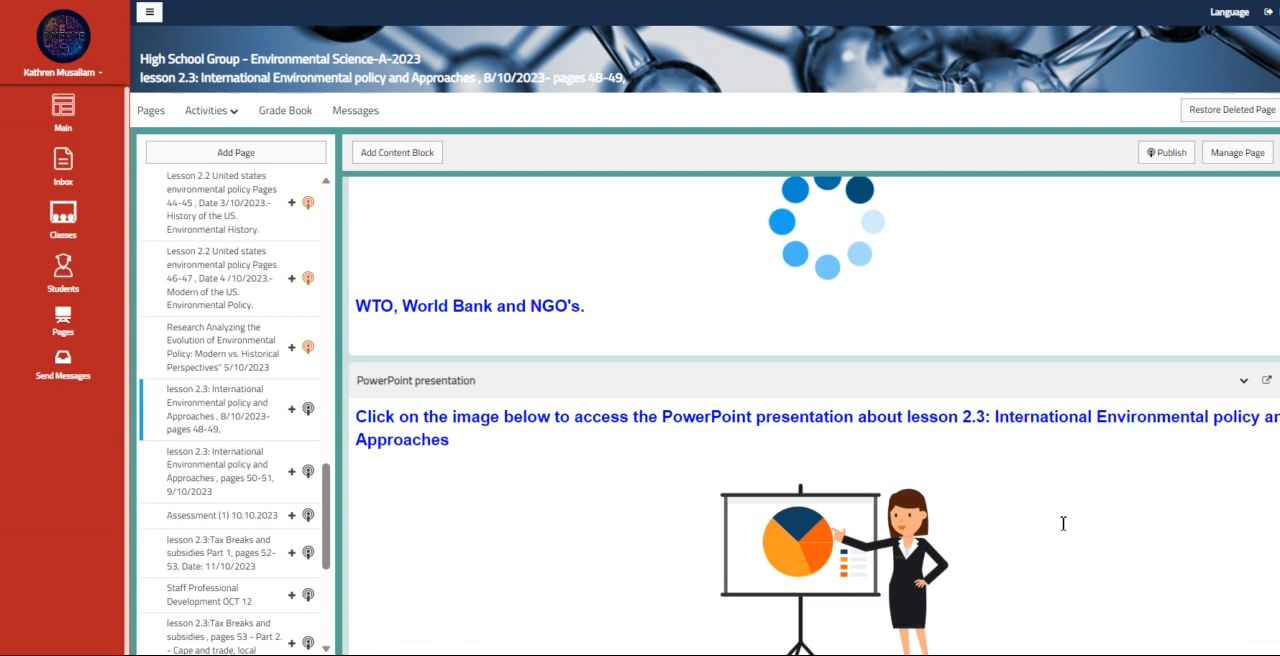 Language
Kathren Musallam
High School Group - Environmental Science-A-2023
lesson 2.3: International Environmental policy and Approaches , 8/10/2023- pages 48-49,
Main
Inbox
Classes
Students
Pages
Send Messages
Pages
Activities
Grade Book
Messages
Restore Deleted Page
Add Page
Lesson 2.2 United states
environmental policy Pages
44-45 , Date 3/10/2023.-
History of the US.
Environmental History.
Lesson 2.2 United states
environmental policy Pages
46-47 , Date 4 /10/2023.-
Modern of the US.
Environmental Policy.
Research Analyzing the
Evolution of Environmental
Policy: Modern vs. Historical
Perspectives" 5/10/2023
lesson 2.3: International
Environmental policy and
Approaches , 8/10/2023-
pages 48-49,
lesson 2.3: International
Environmental policy and
Approaches , pages 50-51,
9/10/2023
Assessment (1) 10.10.2023
lesson 2.3:Tax Breaks and
subsidies Part 1, pages 52-
53, Date: 11/10/2023
Staff Professional
Development OCT 12
lesson 2.3:Tax Breaks and
subsidies , pages 53 - Part 2.
- Cape and trade, local
Add Content Block
Publish
Manage Page
WTO, World Bank and NGO's.
PowerPoint presentation
Click on the image below to access the PowerPoint presentation about lesson 2.3: International Environmental policy an
Approaches